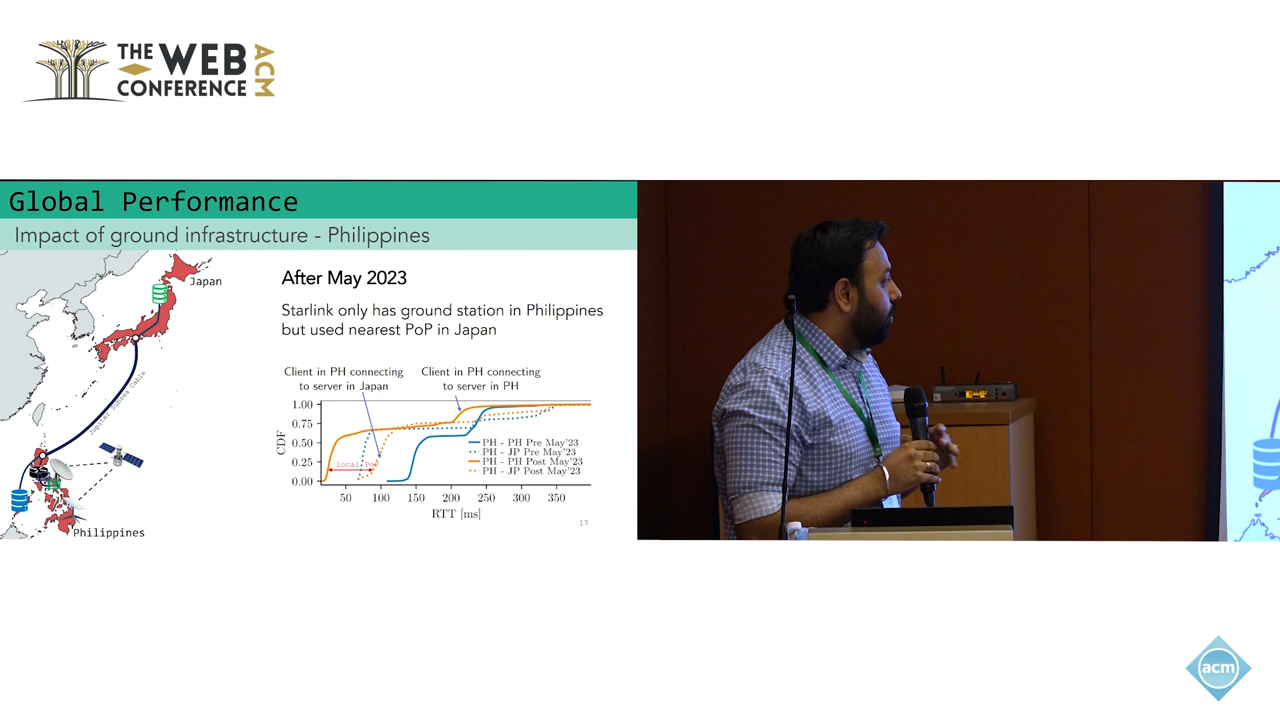 THE WEB
CONFERENCE
ACM
Global Performance
Impact of ground infrastructure - Philippines
Japan
Jupiter Subsea Cable
Philippines
After May 2023
Starlink only has ground station in Philippines
but used nearest PoP in Japan
Client in PH connecting
to server in Japan
Client in PH connecting
to server in PH
CDF
1.00
0.75
0.50
0.25
0.00
local PoP
PH - PH Pre May'23
PH - JP Pre May'23
PH - PH Post May'23
PH - JP Post May'23
50 100 150 200 250 300 350
RTT [ms]
17
acm